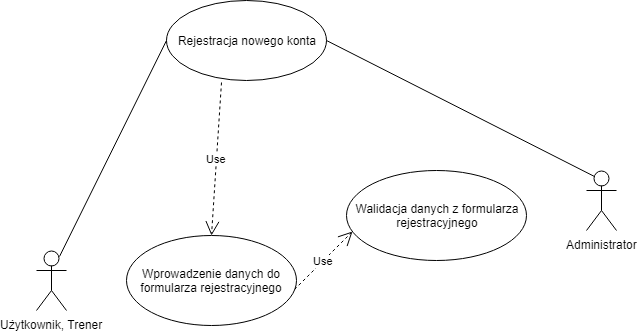 Rejestracja nowego konta
Use
Walidacja danych z formularza
rejestracyjnego
Administrator
Use
Wprowadzenie danych do
formularza rejestracyjnego
Użytkownik, Trener